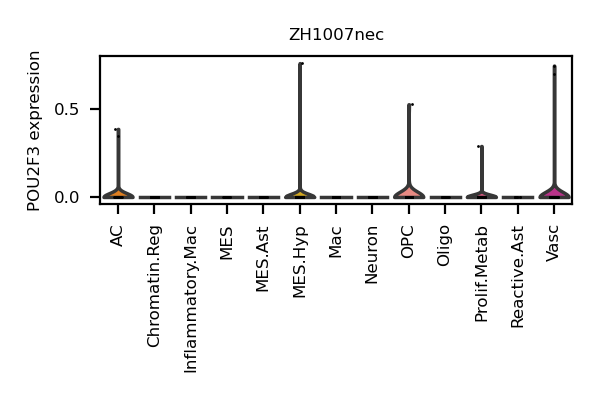 ZH1007nec
POU2F3 expression
0.5
0.0
AC
Chromatin.Reg
Inflammatory.Mac
MES
MES.Ast
MES.Hyp
Mac
Neuron
OPC
Oligo
Prolif.Metab
Reactive.Ast
Vasc